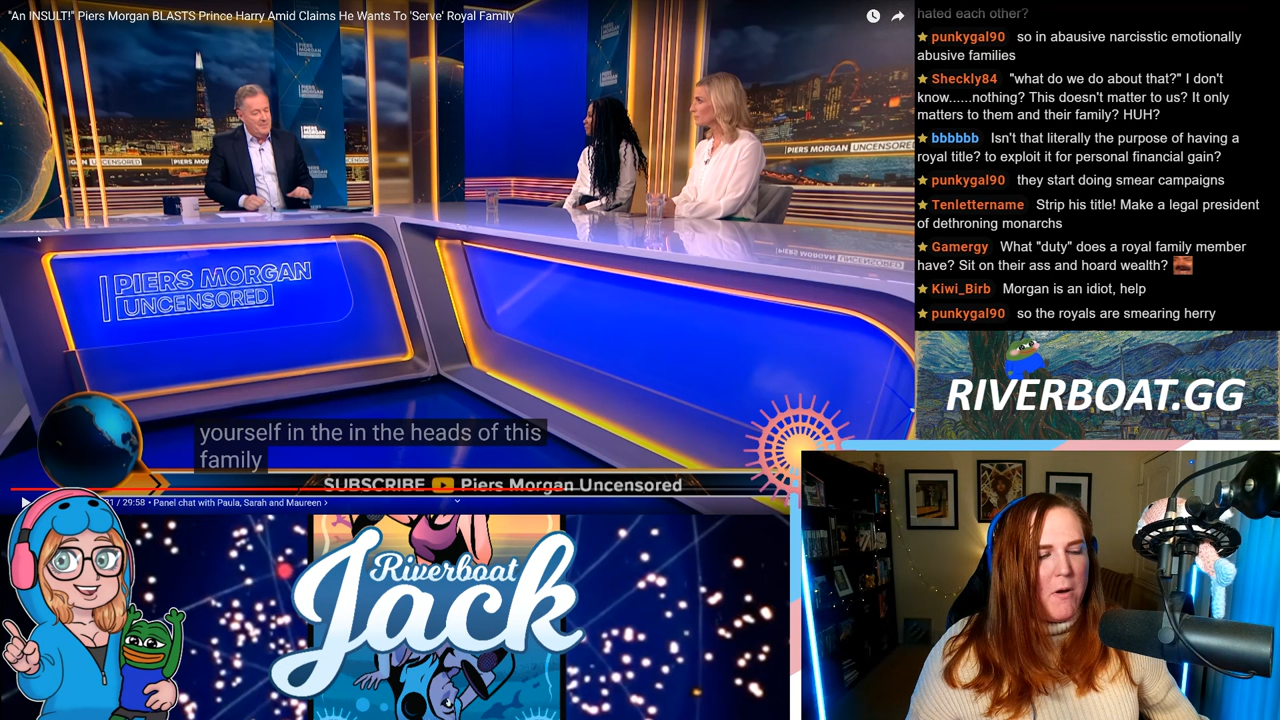 "An INSULT!" Piers Morgan BLASTS Prince Harry Amid Claims He Wants To 'Serve' Royal Family
PIERS MORGAN
UNCENSORED
PIERS MORGAN
UNCENSORED
yourself in the in the heads of this
family
SUBSCRIBE Piers Morgan Uncensored
/ 29:58 • Panel chat with Paula, Sarah and Maureen
hated each other?
punkygal90 so in abausive narcisstic emotionally
abusive families
Sheckly84 "what do we do about that?" I don't
know......nothing? This doesn't matter to us? It only
matters to them and their family? HUH?
bbbbbb Isn't that literally the purpose of having a
royal title? to exploit it for personal financial gain?
punkygal90 they start doing smear campaigns
Tenlettername Strip his title! Make a legal president
of dethroning monarchs
Gamergy What "duty" does a royal family member
have? Sit on their ass and hoard wealth?
Kiwi_Birb Morgan is an idiot, help
punkygal90 so the royals are smearing herry
RIVERBOAT.GG
Riverboat
Jack